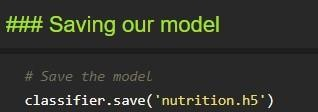 ### Saving our model
# Save the model
classifier.save('nutrition.h5')